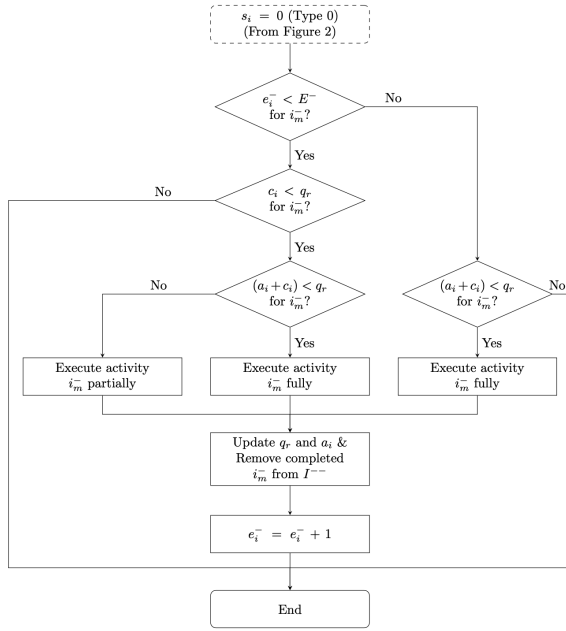 s_i = 0 (Type 0)
(From Figure 2)
e_i^- < E^-
for i_m^-?
No
Yes
c_i < q_r
for i_m^-?
No
Yes
(a_i + c_i) < q_r
for i_m^-?
No
Yes
(a_i + c_i) < q_r
for i_m^-?
No
Yes
Execute activity
i_m^- partially
Execute activity
i_m^- fully
Execute activity
i_m^- fully
Update q_r and a_i &
Remove completed
i_m^- from I^{--}
e_i^- = e_i^- + 1
End